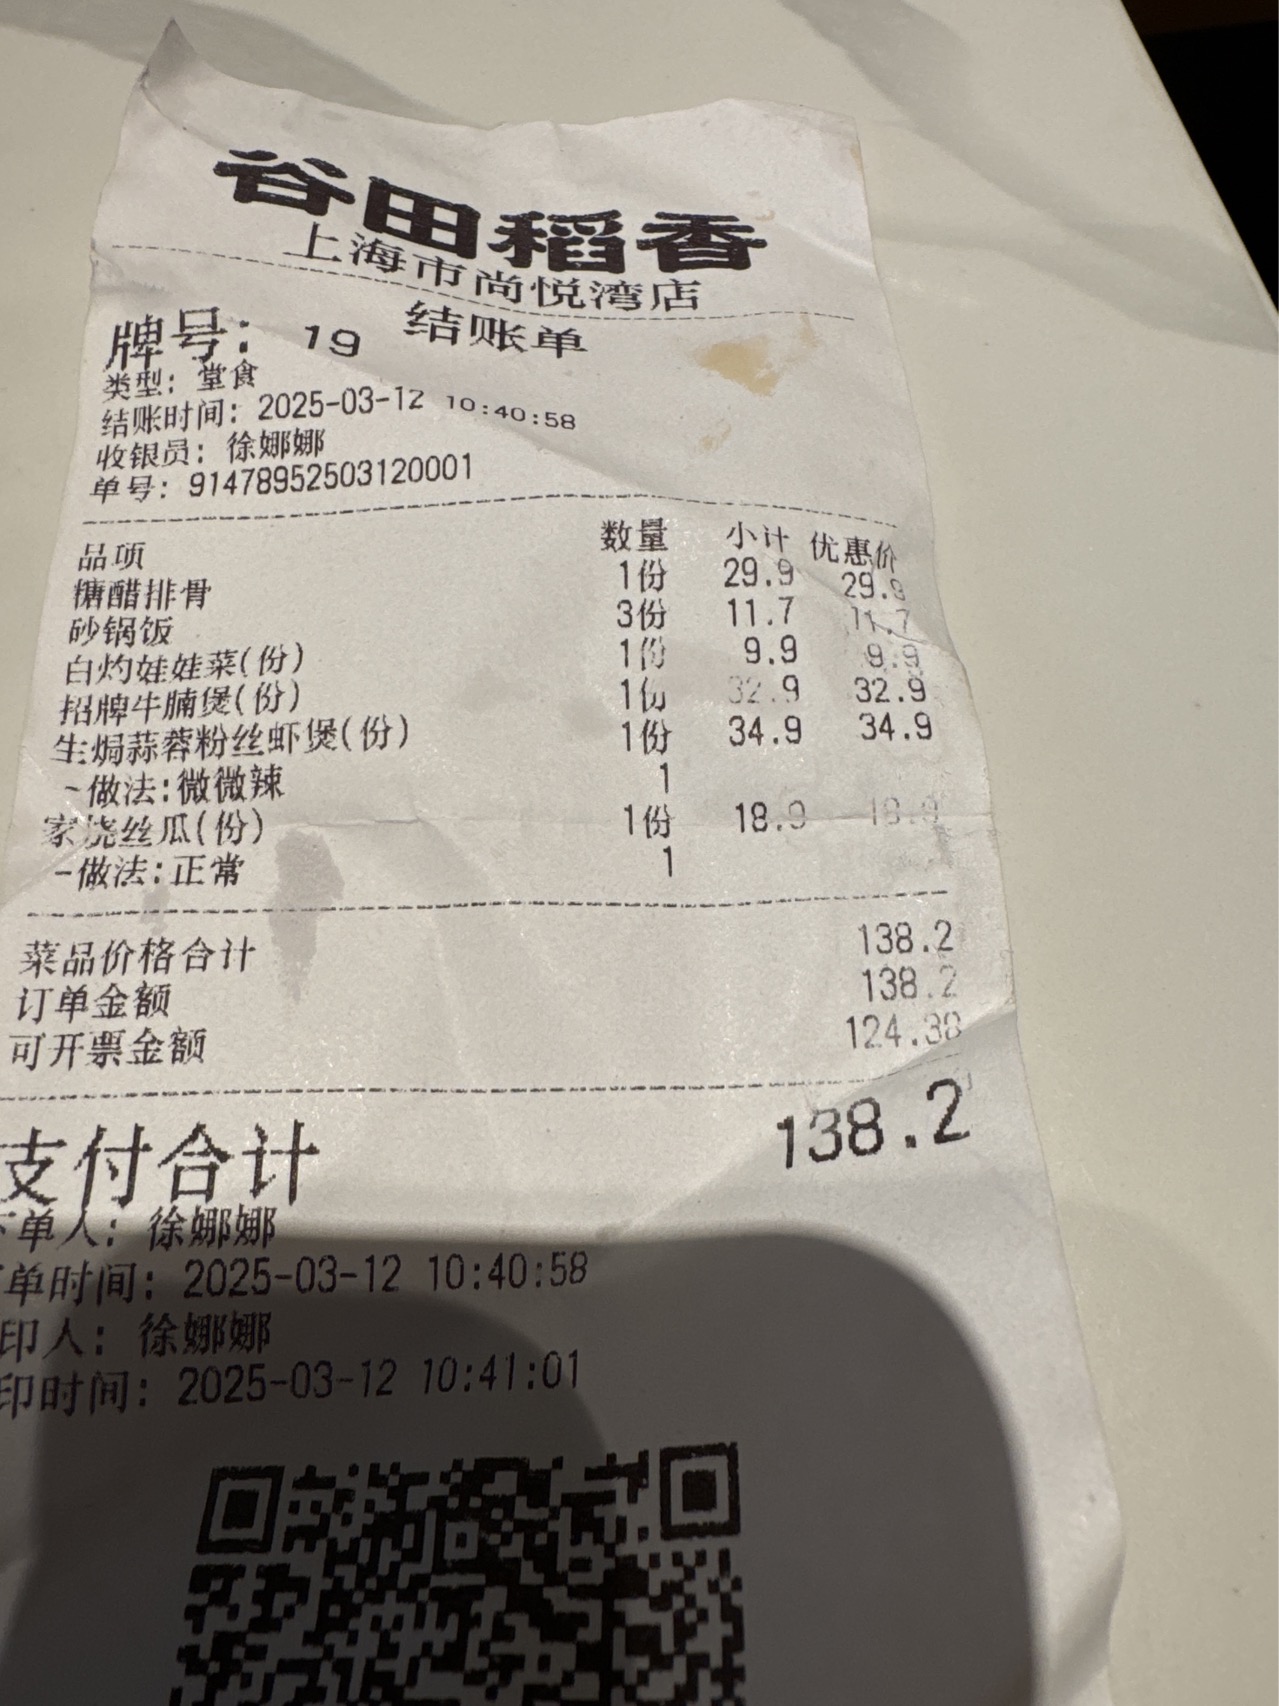 谷田稻香
上海市尚悦湾店
结账单
牌号: 19
类型: 堂食
结账时间: 2025-03-12 10:40:58
收银员: 徐娜娜
单号: 91478952503120001
品项 数量 小计 优惠价
糖醋排骨 1份 29.9 29.9
砂锅饭 3份 11.7 11.7
白灼娃娃菜(份) 1份 9.9 9.9
招牌牛腩煲(份) 1份 32.9 32.9
生焗蒜蓉粉丝虾煲(份) 1份 34.9 34.9
-做法:微微辣 1
家烧丝瓜(份) 1份 18.9 18.9
-做法:正常 1
菜品价格合计 138.2
订单金额 138.2
可开票金额 124.38
支付合计 138.2
下单人: 徐娜娜
单时间: 2025-03-12 10:40:58
印人: 徐娜娜
印时间: 2025-03-12 10:41:01